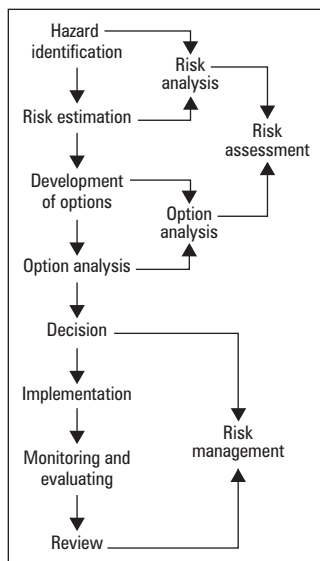 Hazard
identification
Risk
analysis
Risk estimation
Risk
assessment
Development
of options
Option
analysis
Option analysis
Decision
Implementation
Risk
management
Monitoring and
evaluating
Review